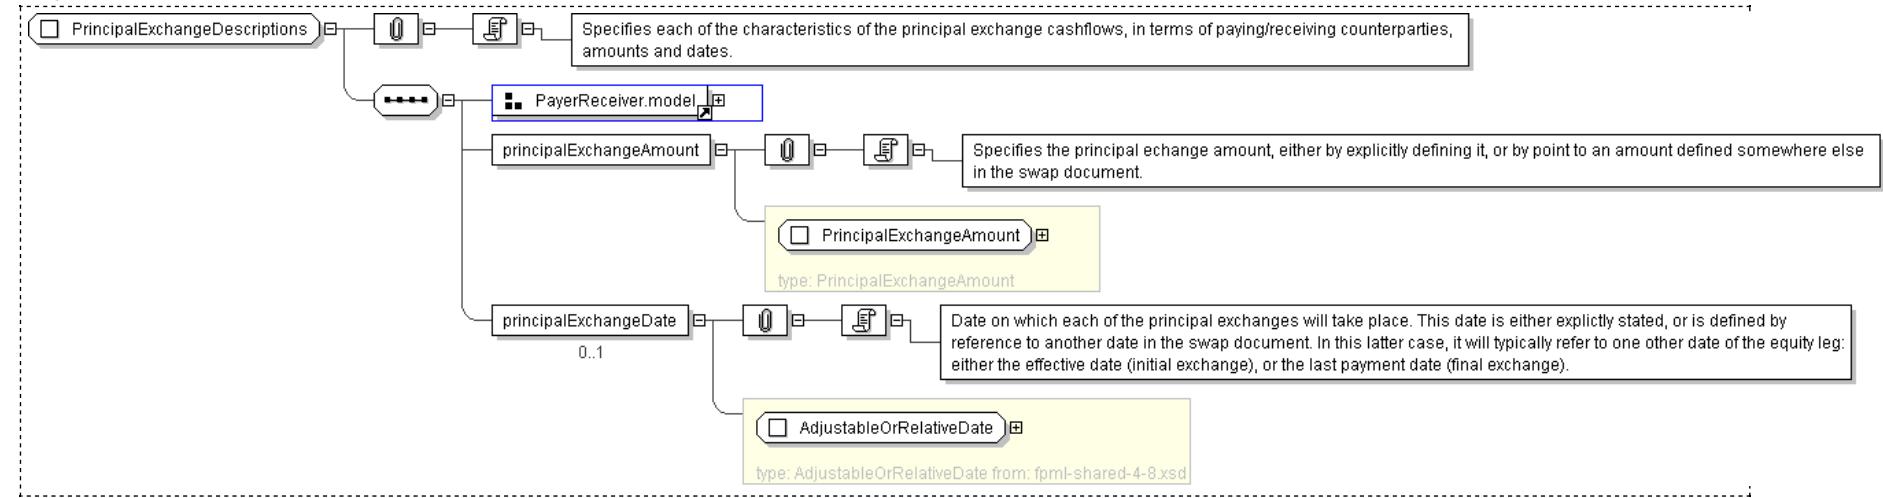 PrincipalExchangeDescriptions
Specifies each of the characteristics of the principal exchange cashflows, in terms of paying/receiving counterparties,
amounts and dates.
PayerReceiver.model
principalExchangeAmount
Specifies the principal echange amount, either by explicitly defining it, or by point to an amount defined somewhere else
in the swap document.
PrincipalExchangeAmount
type: PrincipalExchangeAmount
principalExchangeDate
0..1
Date on which each of the principal exchanges will take place. This date is either explictly stated, or is defined by
reference to another date in the swap document. In this latter case, it will typically refer to one other date of the equity leg:
either the effective date (initial exchange), or the last payment date (final exchange).
AdjustableOrRelativeDate
type: AdjustableOrRelativeDate from: fpml-shared-4-8.xsd